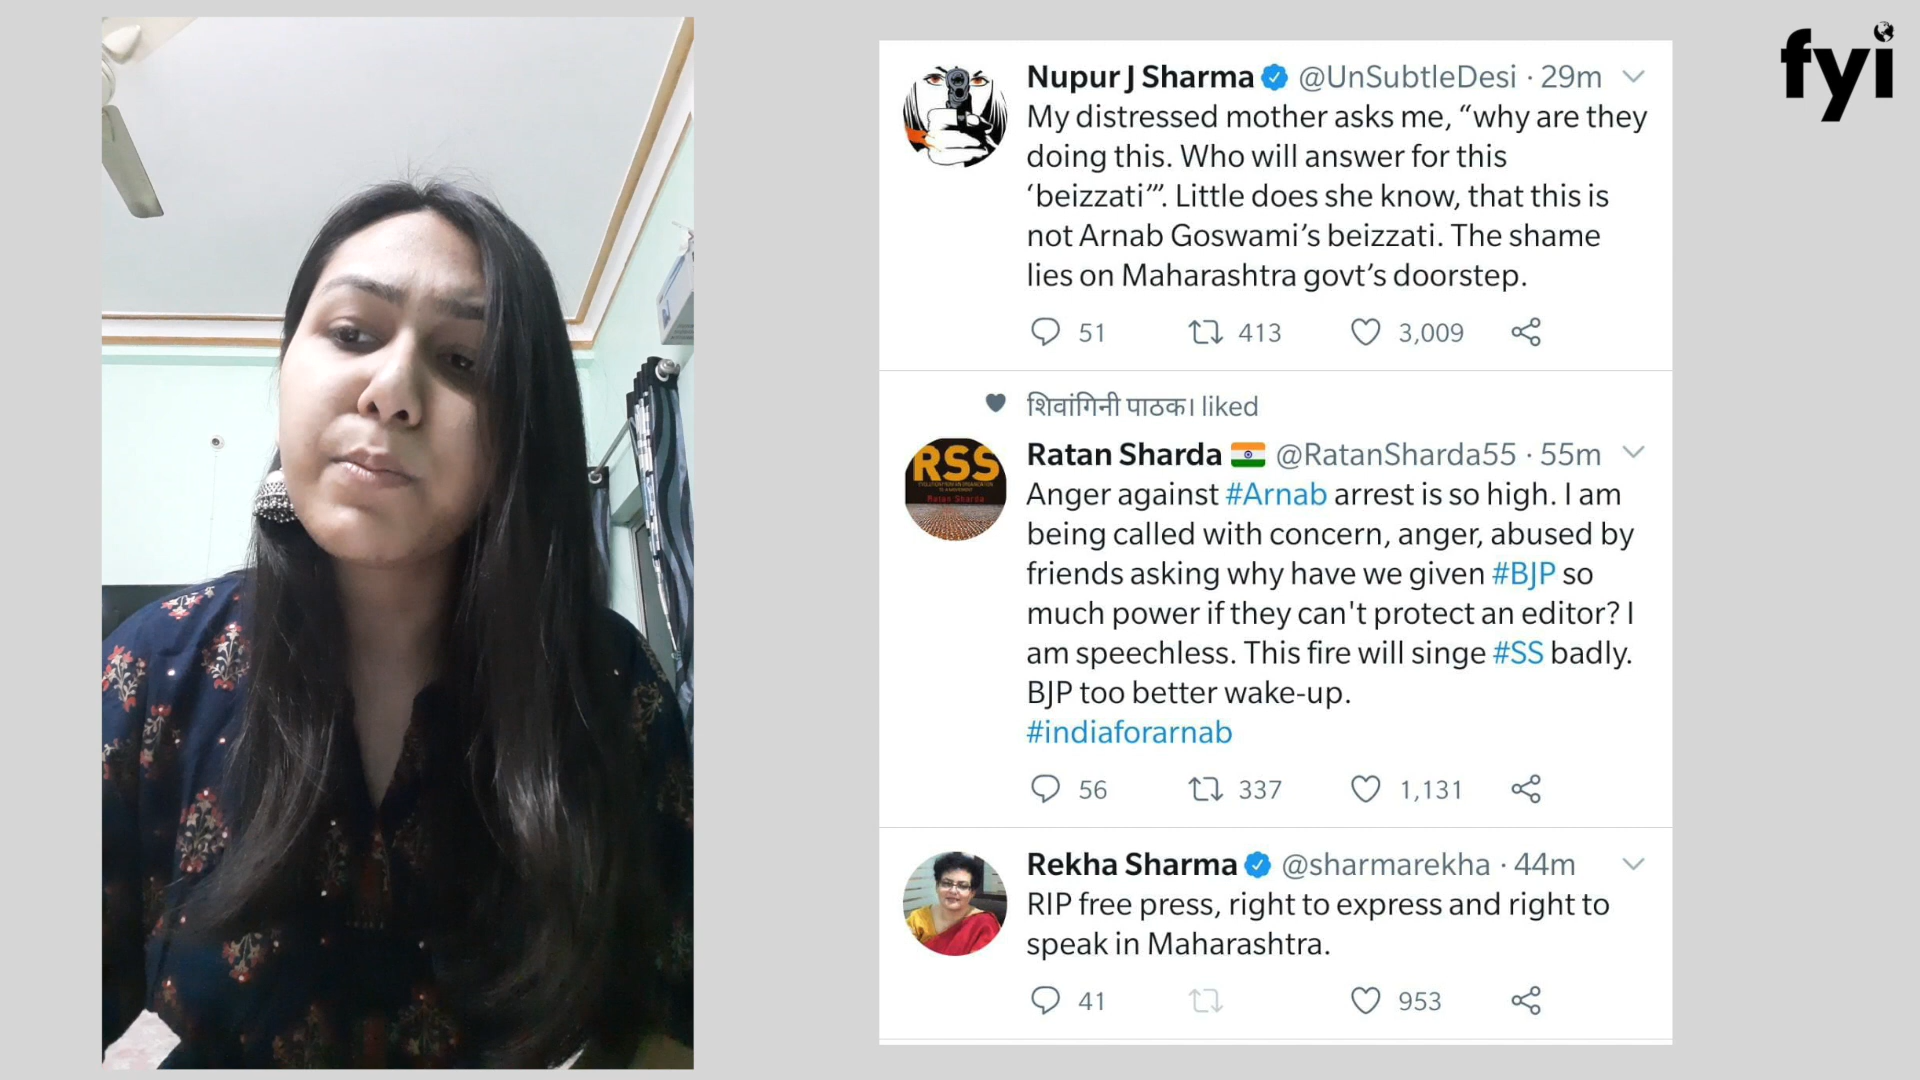 fyi
Nupur J Sharma @UnSubtleDesi · 29m
My distressed mother asks me, “why are they
doing this. Who will answer for this
‘beizzati’”. Little does she know, that this is
not Arnab Goswami’s beizzati. The shame
lies on Maharashtra govt’s doorstep.
51 413 3,009
शिवांगिनी पाठक। liked
RSS
Ratan Sharda
Ratan Sharda @RatanSharda55 · 55m
Anger against #Arnab arrest is so high. I am
being called with concern, anger, abused by
friends asking why have we given #BJP so
much power if they can't protect an editor? I
am speechless. This fire will singe #SS badly.
BJP too better wake-up.
#indiaforarnab
56 337 1,131
Rekha Sharma @sharmarekha · 44m
RIP free press, right to express and right to
speak in Maharashtra.
41 953